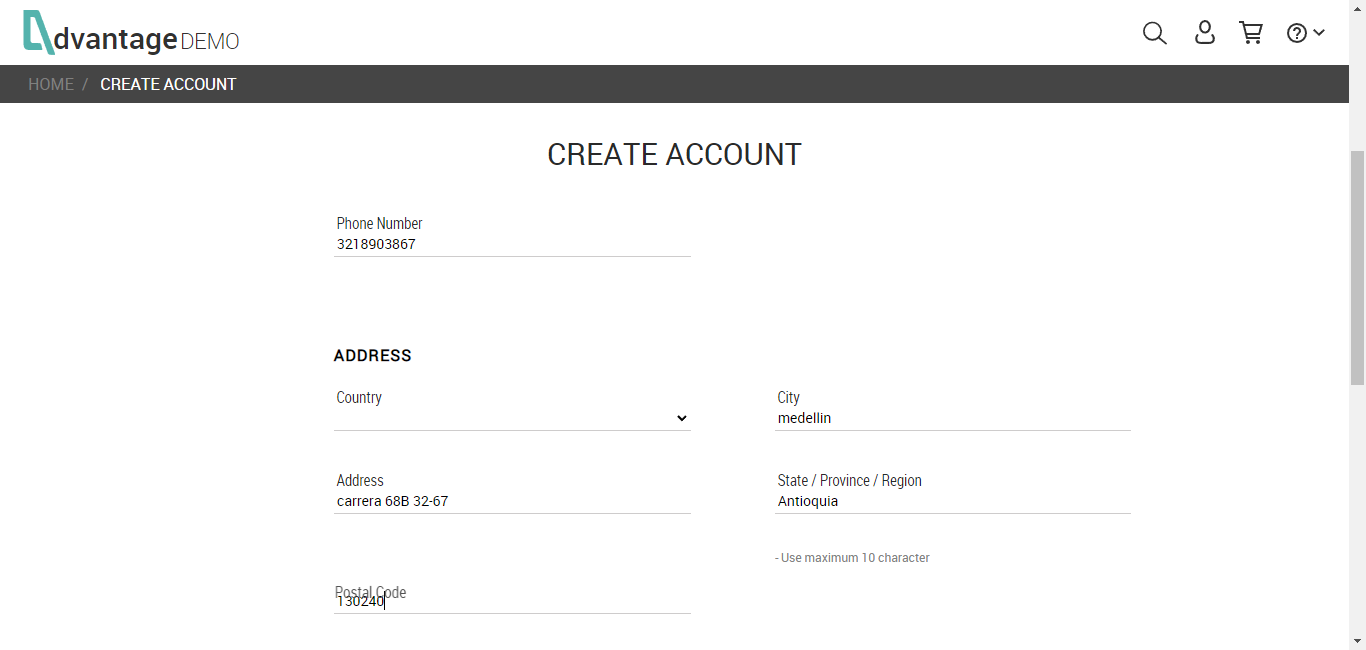 dvantage DEMO
HOME / CREATE ACCOUNT
CREATE ACCOUNT
Phone Number
3218903867
ADDRESS
Country
City
medellin
Address
carrera 68B 32-67
State / Province / Region
Antioquia
- Use maximum 10 character
Postal Code
130240